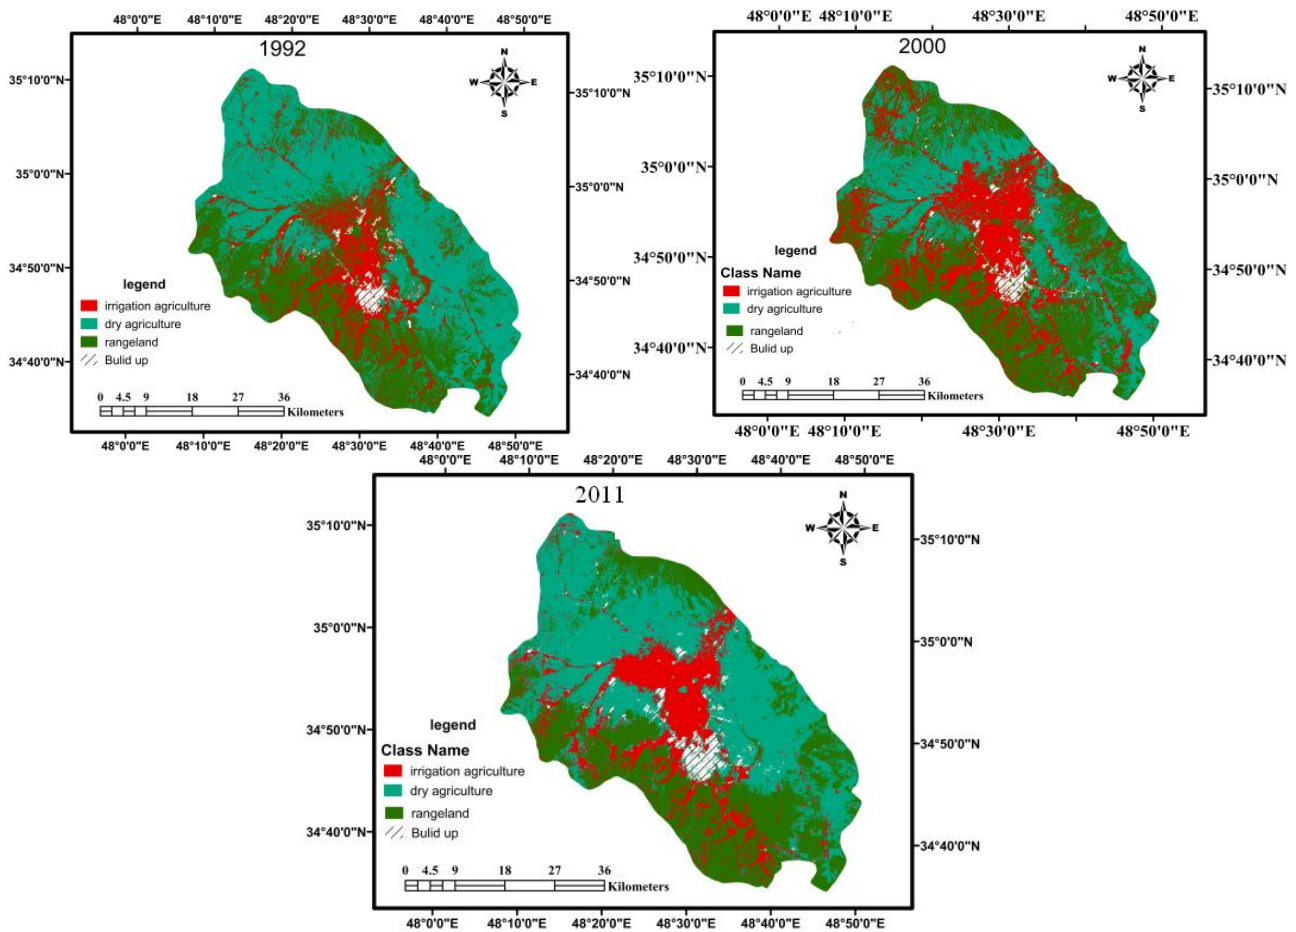 48°0'0"E 48°10'0"E 48°20'0"E 48°30'0"E 48°40'0"E 48°50'0"E
1992
N
W E
S
35°10'0"N 35°10'0"N
35°0'0"N 35°0'0"N
34°50'0"N 34°50'0"N
34°40'0"N 34°40'0"N
legend
irrigation agriculture
dry agriculture
rangeland
Bulid up
0 4.5 9 18 27 36
Kilometers
48°0'0"E 48°10'0"E 48°20'0"E 48°30'0"E 48°40'0"E 48°50'0"E
48°0'0"E 48°10'0"E 48°30'0"E 48°50'0"E
2000
N
W E
S
35°10'0"N 35°10'0"N
35°0'0"N 35°0'0"N
34°50'0"N 34°50'0"N
34°40'0"N 34°40'0"N
legend
Class Name
irrigation agriculture
dry agriculture
rangeland
Bulid up
0 4.5 9 18 27 36
Kilometers
48°0'0"E 48°10'0"E 48°30'0"E 48°50'0"E
48°0'0"E 48°10'0"E 48°20'0"E 48°30'0"E 48°40'0"E 48°50'0"E
2011
N
W E
S
35°10'0"N 35°10'0"N
35°0'0"N 35°0'0"N
34°50'0"N 34°50'0"N
34°40'0"N 34°40'0"N
legend
Class Name
irrigation agriculture
dry agriculture
rangeland
Bulid up
0 4.5 9 18 27 36
Kilometers
48°0'0"E 48°10'0"E 48°20'0"E 48°30'0"E 48°40'0"E 48°50'0"E